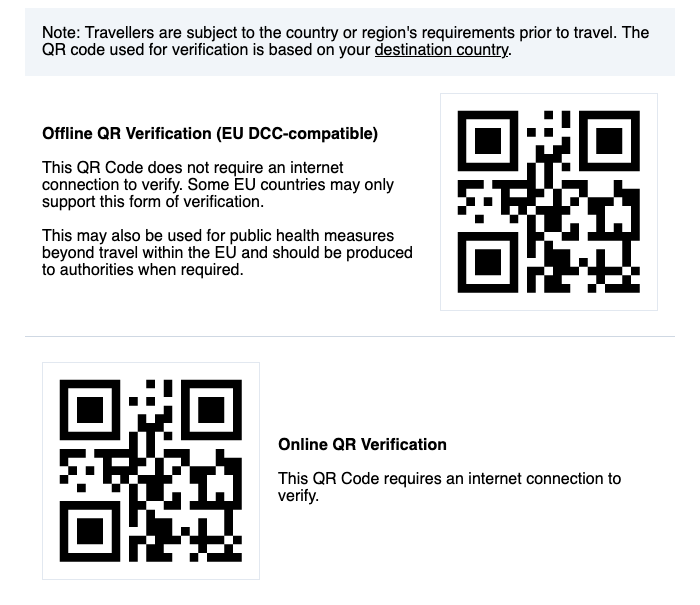 Note: Travellers are subject to the country or region's requirements prior to travel. The
QR code used for verification is based on your destination country.
Offline QR Verification (EU DCC-compatible)
This QR Code does not require an internet
connection to verify. Some EU countries may only
support this form of verification.
This may also be used for public health measures
beyond travel within the EU and should be produced
to authorities when required.
Online QR Verification
This QR Code requires an internet connection to
verify.